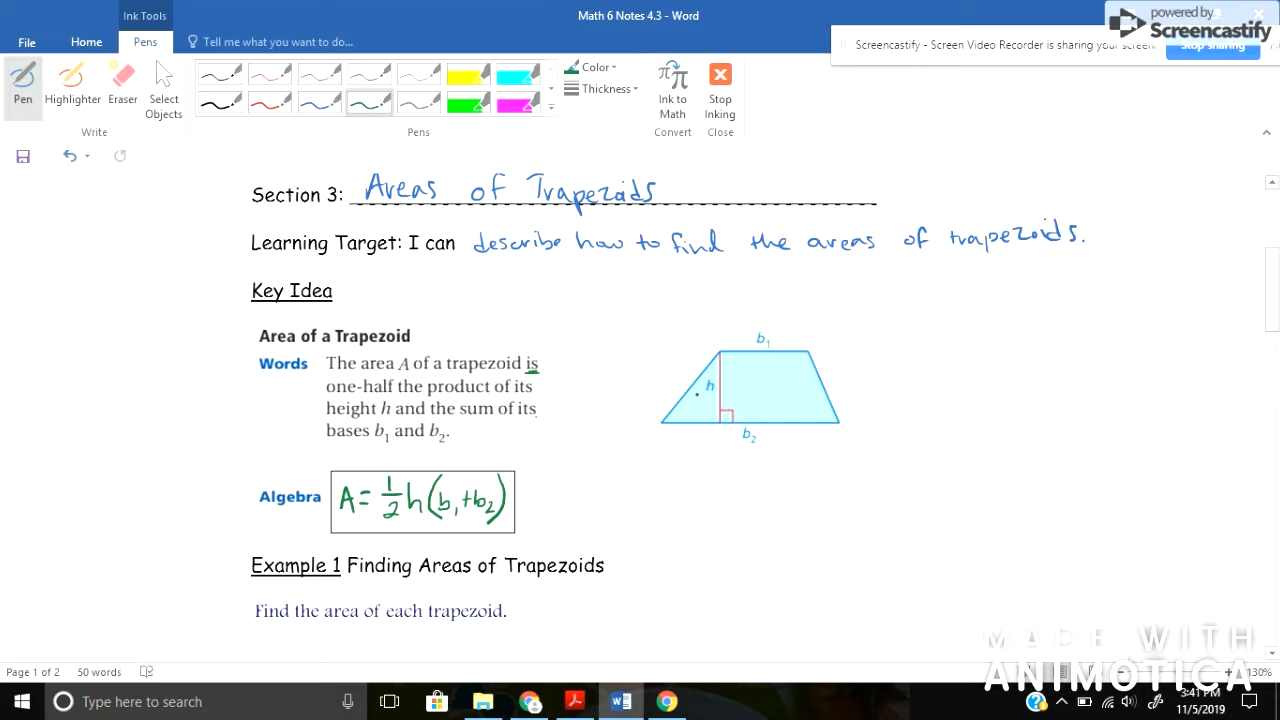 Ink Tools
Math 6 Notes 4.3 - Word
powered by
Screencastify
File
Home
Pens
Tell me what you want to do...
Screencastify - Screen Video Recorder is sharing your screen.
Stop sharing
Pen
Highlighter
Eraser
Select Objects
Color
Thickness
Ink to Math
Stop Inking
Write
Pens
Convert
Close
Section 3: Areas of Trapezoids
Learning Target: I can describe how to find the areas of trapezoids.
Key Idea
Area of a Trapezoid
Words The area A of a trapezoid is
one-half the product of its
height h and the sum of its
bases b₁ and b₂.
b₁
h
b₂
Algebra A = 1/2 h(b₁+b₂)
Example 1 Finding Areas of Trapezoids
Find the area of each trapezoid.
MADE WITH
ANIMOTICA
Page 1 of 2
50 words
130%
Type here to search
3:41 PM
11/5/2019